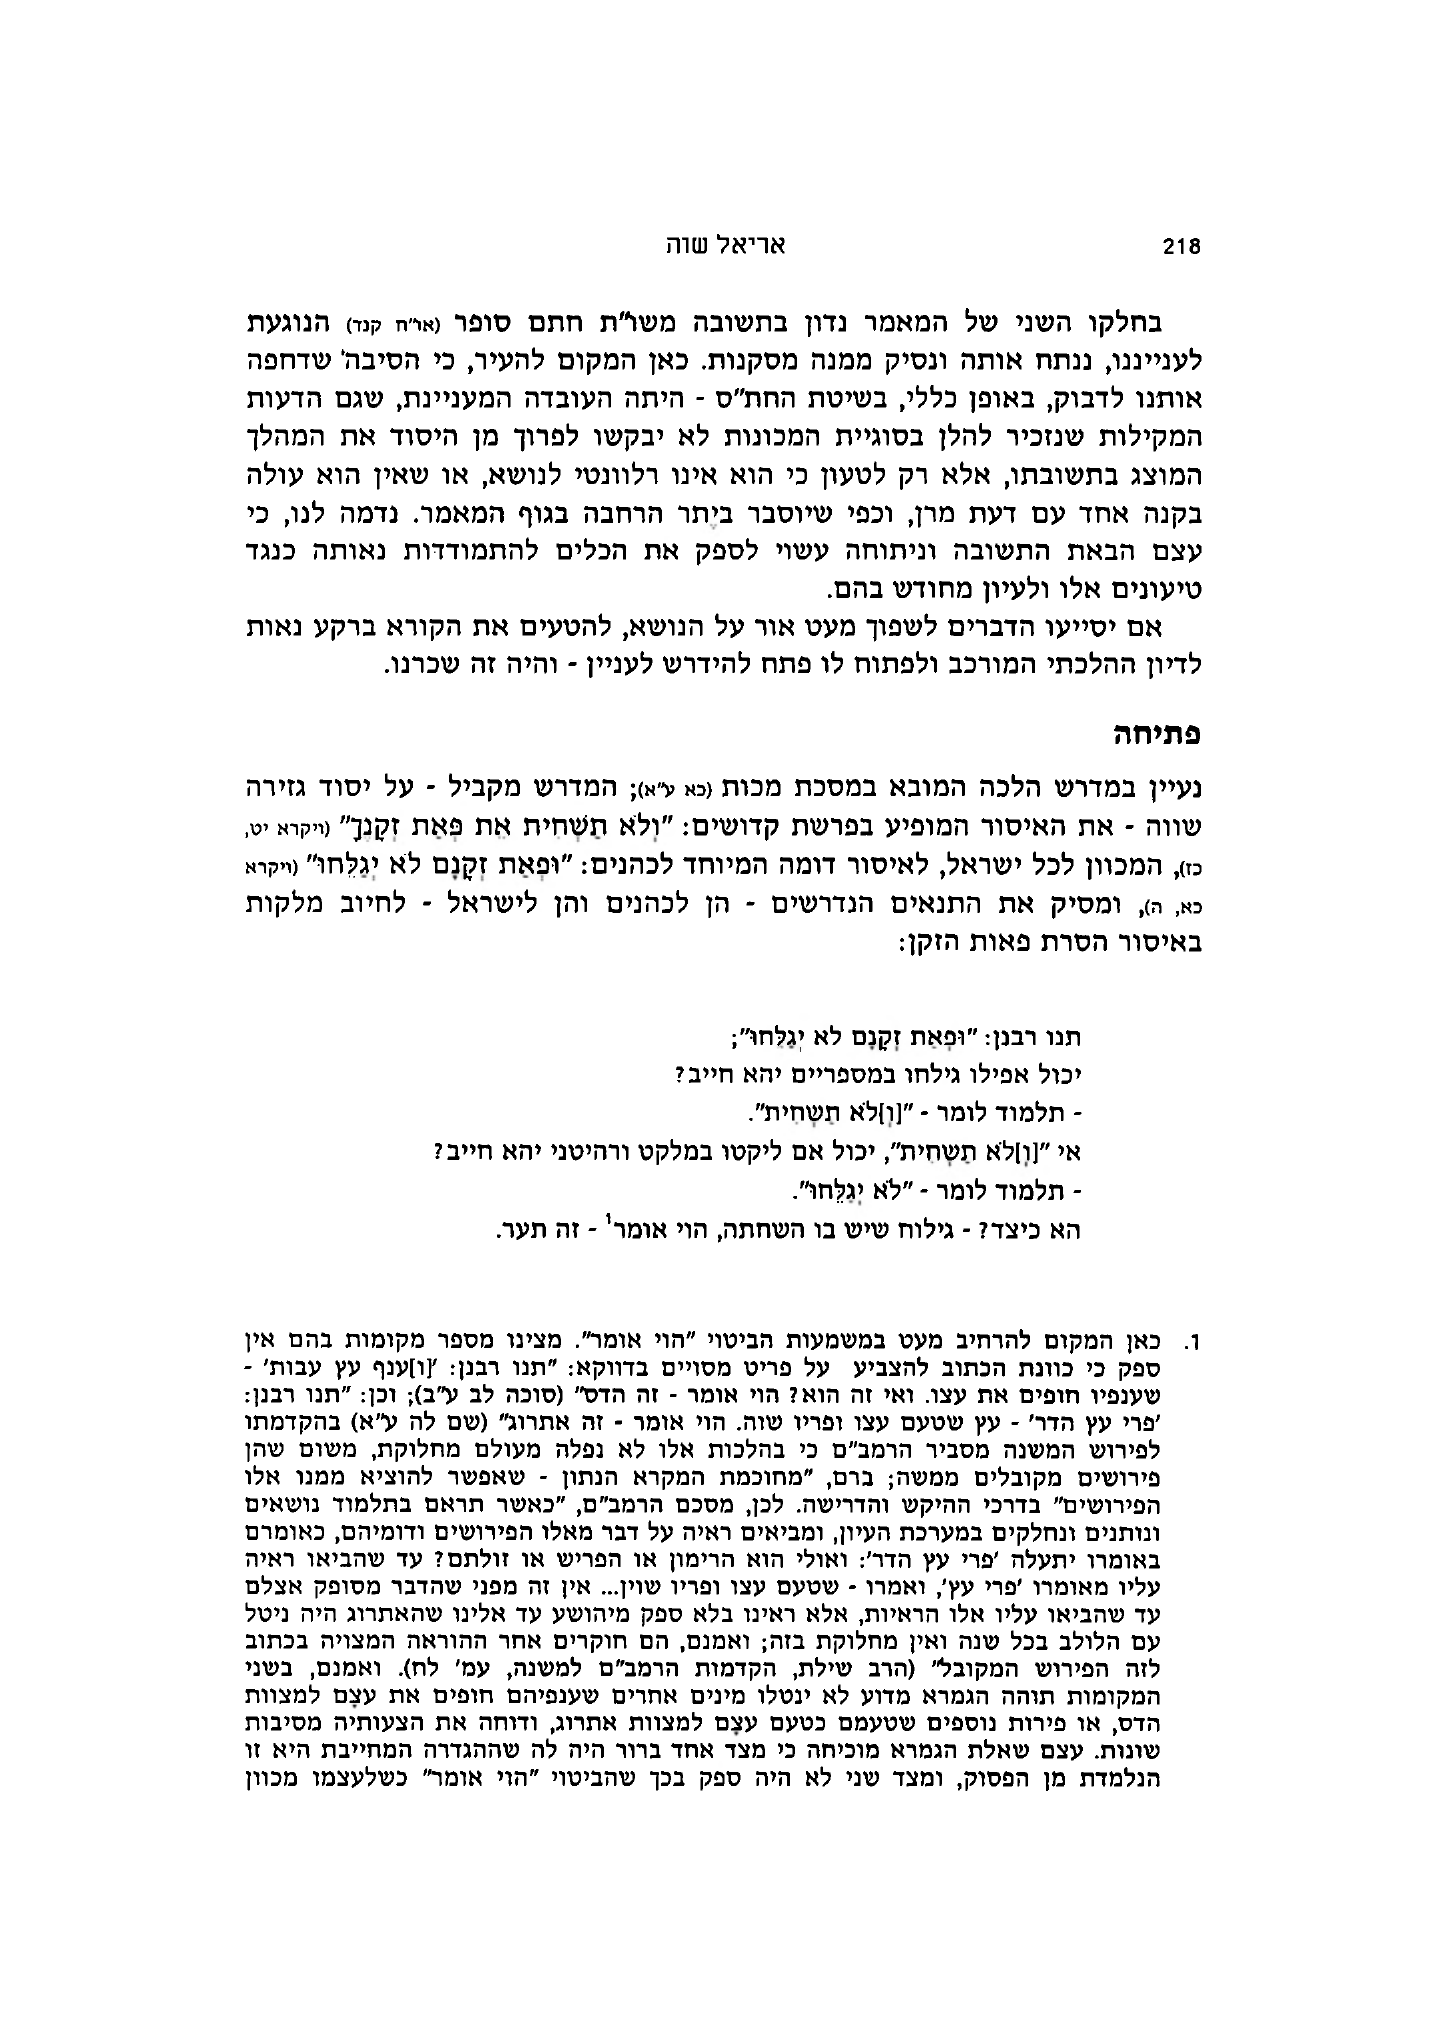 218
אריאל שוה
בחלקו השני של המאמר נדון בתשובה משו״ת חתם סופר (או״ח קנד) הנוגעת
לענייננו, ננתח אותה ונסיק ממנה מסקנות. כאן המקום להעיר, כי הסיבה שדחפה
אותנו לדבוק, באופן כללי, בשיטת החת״ס - היתה העובדה המעניינת, שגם הדעות
המקילות שנזכיר להלן בסוגיית המכונות לא יבקשו לפרוך מן היסוד את המהלך
המוצג בתשובתו, אלא רק לטעון כי הוא אינו רלוונטי לנושא, או שאין הוא עולה
בקנה אחד עם דעת מרן, וכפי שיוסבר ביֶתר הרחבה בגוף המאמר. נדמה לנו, כי
עצם הבאת התשובה וניתוחה עשוי לספק את הכלים להתמודדות נאותה כנגד
טיעונים אלו ולעיון מחודש בהם.
אם יסייעו הדברים לשפוך מעט אור על הנושא, להטעים את הקורא ברקע נאות
לדיון ההלכתי המורכב ולפתוח לו פתח להידרש לעניין - והיה זה שכרנו.
פתיחה
נעיין במדרש הלכה המובא במסכת מכות (כא ע״א); המדרש מקביל - על יסוד גזירה
שווה - את האיסור המופיע בפרשת קדושים: ״וְלֹא תַשְׁחִית אֵת פְּאַת זְקָנֶךָ״ (ויקרא יט,
כז), המכוון לכל ישראל, לאיסור דומה המיוחד לכהנים: ״וּפְאַת זְקָנָם לֹא יְגַלֵּחוּ״ (ויקרא
כא, ה), ומסיק את התנאים הנדרשים - הן לכהנים והן לישראל - לחיוב מלקות
באיסור הסרת פאות הזקן:
תנו רבנן: ״וּפְאַת זְקָנָם לא יְגַלֵּחוּ״;
יכול אפילו גילחו במספריים יהא חייב?
- תלמוד לומר - ״[וְ]לֹא תַשְׁחִית״.
אי ״[וְ]לֹא תַשְׁחִית״, יכול אם ליקטו במלקט ורהיטני יהא חייב?
- תלמוד לומר - ״לֹא יְגַלֵּחוּ״.
הא כיצד? - גילוח שיש בו השחתה, הוי אומר¹ - זה תער.
1. כאן המקום להרחיב מעט במשמעות הביטוי ״הוי אומר״. מצינו מספר מקומות בהם אין
ספק כי כוונת הכתוב להצביע על פריט מסויים בדווקא: ״תנו רבנן: ׳[ו]ענף עץ עבות׳ -
שענפיו חופים את עצו. ואי זה הוא? הוי אומר - זה הדס״ (סוכה לב ע״ב); וכן: ״תנו רבנן:
׳פרי עץ הדר׳ - עץ שטעם עצו ופריו שוה. הוי אומר - זה אתרוג״ (שם לה ע״א) בהקדמתו
לפירוש המשנה מסביר הרמב״ם כי בהלכות אלו לא נפלה מעולם מחלוקת, משום שהן
פירושים מקובלים ממשה; ברם, ״מחוכמת המקרא הנתון - שאפשר להוציא ממנו אלו
הפירושים״ בדרכי ההיקש והדרישה. לכן, מסכם הרמב״ם, ״כאשר תראם בתלמוד נושאים
ונותנים ונחלקים במערכת העיון, ומביאים ראיה על דבר מאלו הפירושים ודומיהם, כאומרם
באומרו יתעלה ׳פרי עץ הדר׳: ואולי הוא הרימון או הפריש או זולתם? עד שהביאו ראיה
עליו מאומרו ׳פרי עץ׳, ואמרו - שטעם עצו ופריו שוין... אין זה מפני שהדבר מסופק אצלם
עד שהביאו עליו אלו הראיות, אלא ראינו בלא ספק מיהושע עד אלינו שהאתרוג היה ניטל
עם הלולב בכל שנה ואין מחלוקת בזה; ואמנם, הם חוקרים אחר ההוראה המצויה בכתוב
לזה הפירוש המקובל״ (הרב שילת, הקדמות הרמב״ם למשנה, עמ׳ לח). ואמנם, בשני
המקומות תוהה הגמרא מדוע לא ינטלו מינים אחרים שענפיהם חופים את עצָם למצוות
הדס, או פירות נוספים שטעמם כטעם עצָם למצוות אתרוג, ודוחה את הצעותיה מסיבות
שונות. עצם שאלת הגמרא מוכיחה כי מצד אחד ברור היה לה שההגדרה המחייבת היא זו
הנלמדת מן הפסוק, ומצד שני לא היה ספק בכך שהביטוי ״הוי אומר״ כשלעצמו מכוון